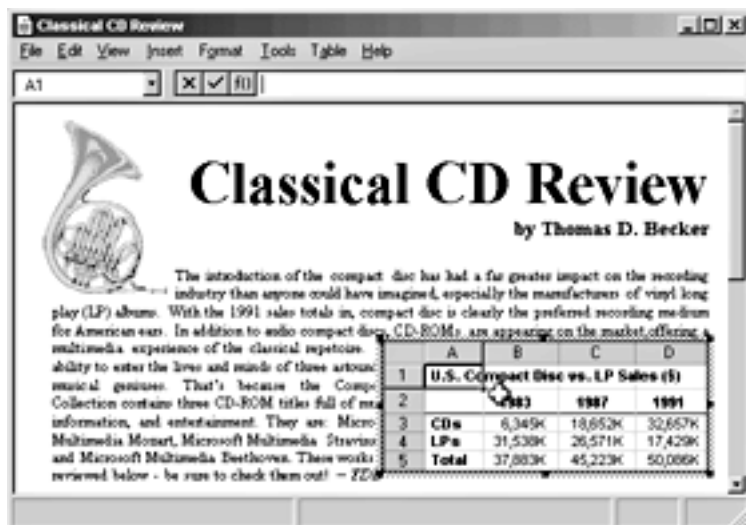 Classical CD Review
File Edit View Insert Format Tools Table Help
A1
Classical CD Review
by Thomas D. Becker
The introduction of the compact disc has had a far greater impact on the recording
industry than anyone could have imagined, especially the manufacturers of vinyl long
play (LP) albums. With the 1991 sales totals in, compact disc is clearly the preferred recording medium
for American ears. In addition to audio compact discs, CD-ROMs are appearing on the market, offering a
multimedia experience of the classical repetoire.
ability to enter the lives and minds of three
musical geniuses. That's because the
Collection contains three CD-ROM titles full of
information, and entertainment. They are:
Multimedia Mozart, Microsoft Multimedia
and Microsoft Multimedia Beethoven. These works
reviewed below - be sure to check them out! —
A B C D
1 U.S. Compact Disc vs. LP Sales ($)
2 1983 1987 1991
3 CDs 6,345K 18,652K 32,657K
4 LPs 31,538K 26,571K 17,429K
5 Total 37,883K 45,223K 50,086K